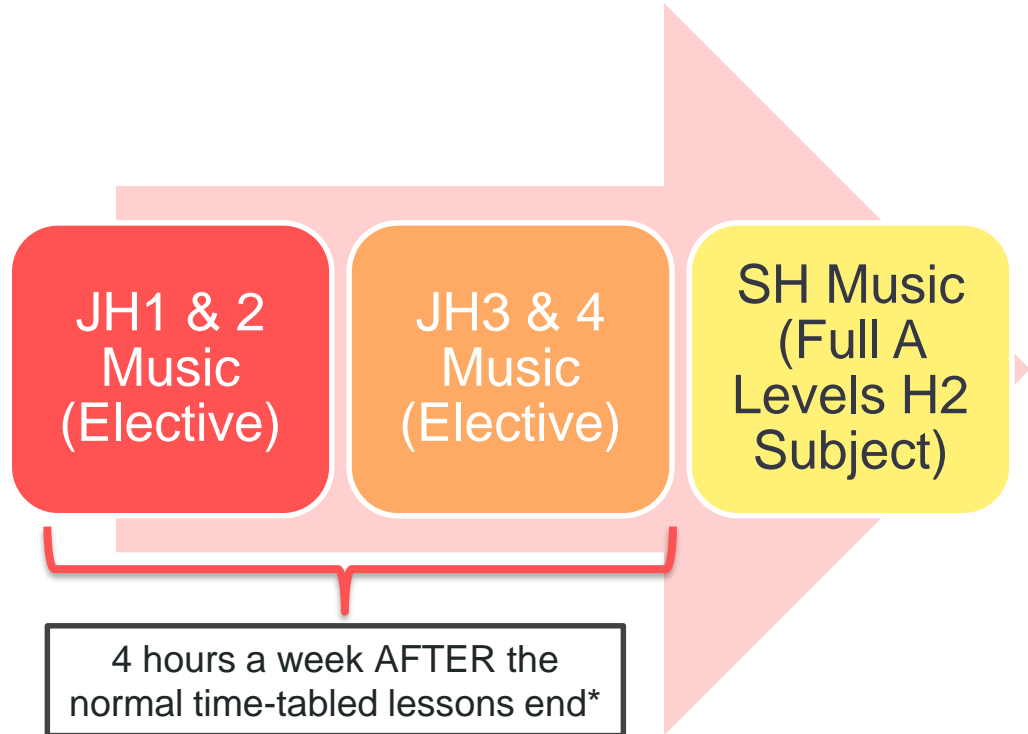 JH1 & 2
Music
(Elective)
JH3 & 4
Music
(Elective)
SH Music
(Full A
Levels H2
Subject)
4 hours a week AFTER the
normal time-tabled lessons end*